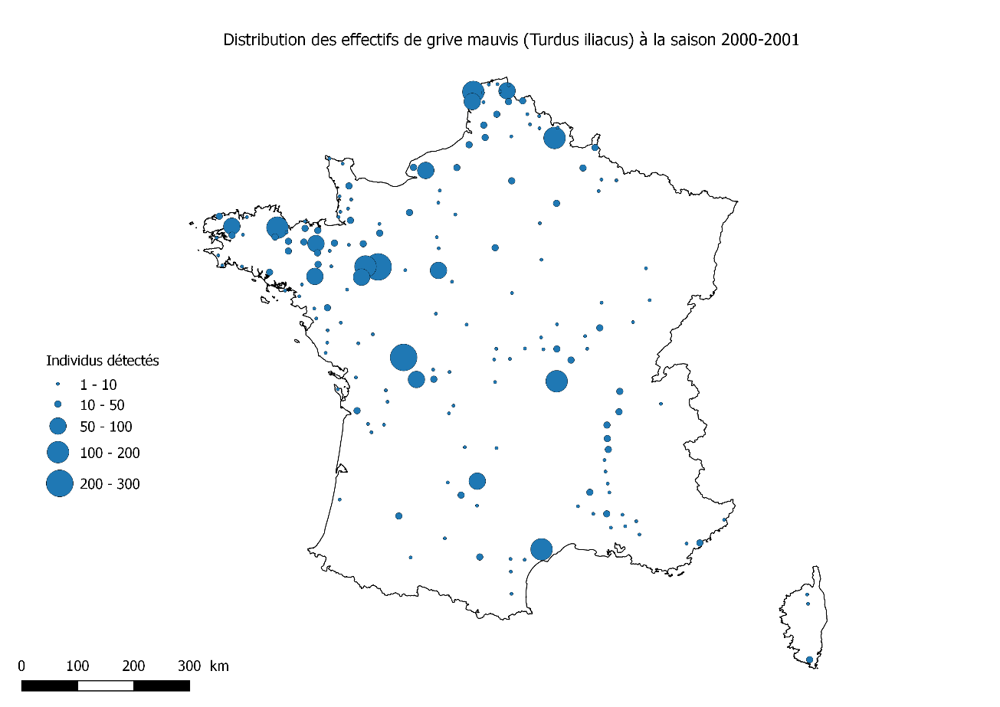 Distribution des effectifs de grive mauvis (Turdus iliacus) à la saison 2000-2001
Individus détectés
1 - 10
10 - 50
50 - 100
100 - 200
200 - 300
0 100 200 300 km